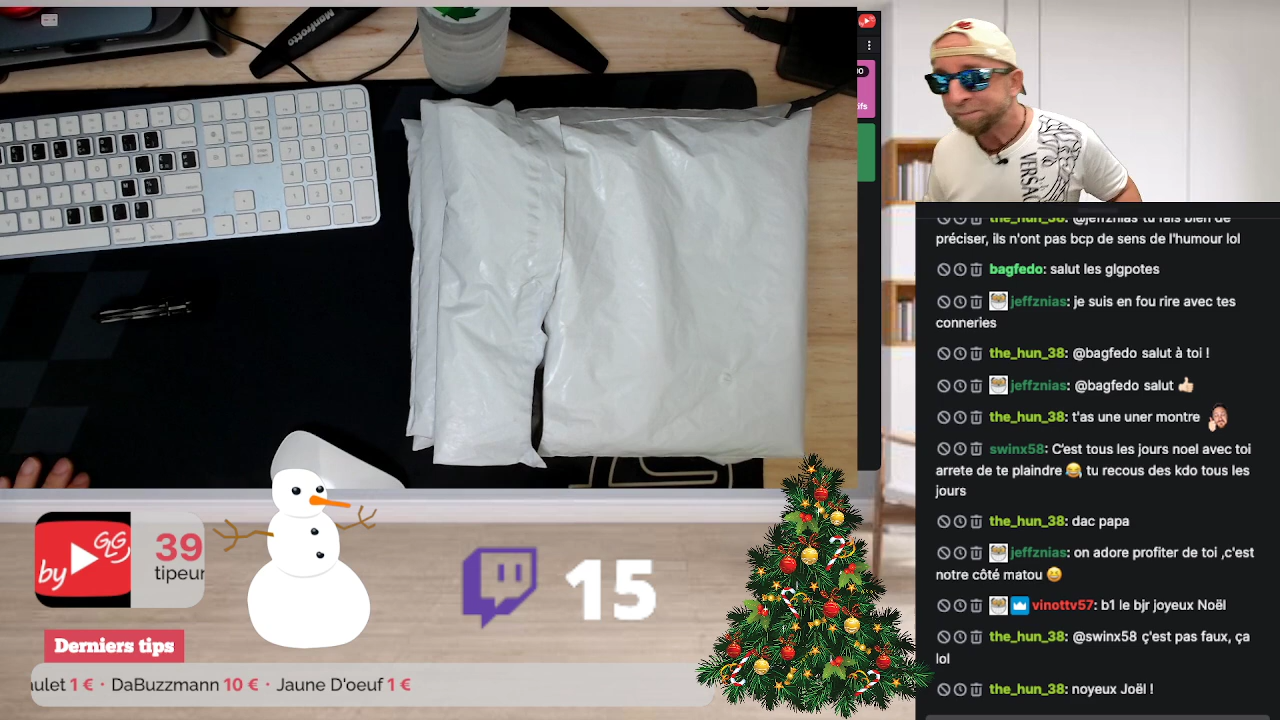 Manfrotto
VERSAC
the_hun_38: @jeffznias tu fais bien de
préciser, ils n'ont pas bcp de sens de l'humour lol
bagfedo: salut les glgpotes
jeffznias: je suis en fou rire avec tes
conneries
the_hun_38: @bagfedo salut à toi !
jeffznias: @bagfedo salut 👍🏻
the_hun_38: t'as une uner montre
swinx58: C'est tous les jours noel avec toi
arrete de te plaindre 😂, tu recous des kdo tous les
jours
the_hun_38: dac papa
jeffznias: on adore profiter de toi ,c'est
notre côté matou 😆
vinottv57: b1 le bjr joyeux Noël
the_hun_38: @swinx58 ç'est pas faux, ça
lol
the_hun_38: noyeux Joël !
by GLG
39
tipeur
15
Derniers tips
aulet 1 € · DaBuzzmann 10 € · Jaune D'oeuf 1 €